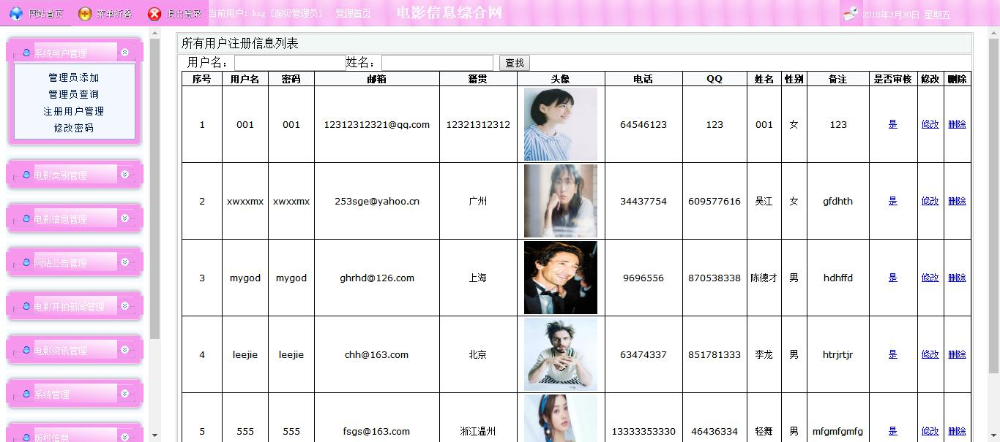 网站首页 菜单折叠 退出登录 当前用户：hsg [超级管理员] 管理首页 电影信息综合网 2018年3月30日 星期五
系统用户管理
管理员添加
管理员查询
注册用户管理
修改密码
电影类别管理
电影信息管理
网站公告管理
电影开拍新闻管理
电影资讯管理
系统管理
版权信息
所有用户注册信息列表
用户名： 姓名： 查找
序号 用户名 密码 邮箱 籍贯 头像 电话 QQ 姓名 性别 备注 是否审核 修改 删除
1 001 001 12312312321@qq.com 12321312312 64546123 123 001 女 123 是 修改 删除
2 xwxxmx xwxxmx 253sge@yahoo.cn 广州 34437754 609577616 吴江 女 gfdhth 是 修改 删除
3 mygod mygod ghrhd@126.com 上海 9696556 870538338 陈德才 男 hdhffd 是 修改 删除
4 leejie leejie chh@163.com 北京 63474337 851781333 李龙 男 htrjrtjr 是 修改 删除
5 555 555 fsgs@163.com 浙江温州 13333353330 46436334 轻舞 男 mfgmfgmfg 是 修改 删除